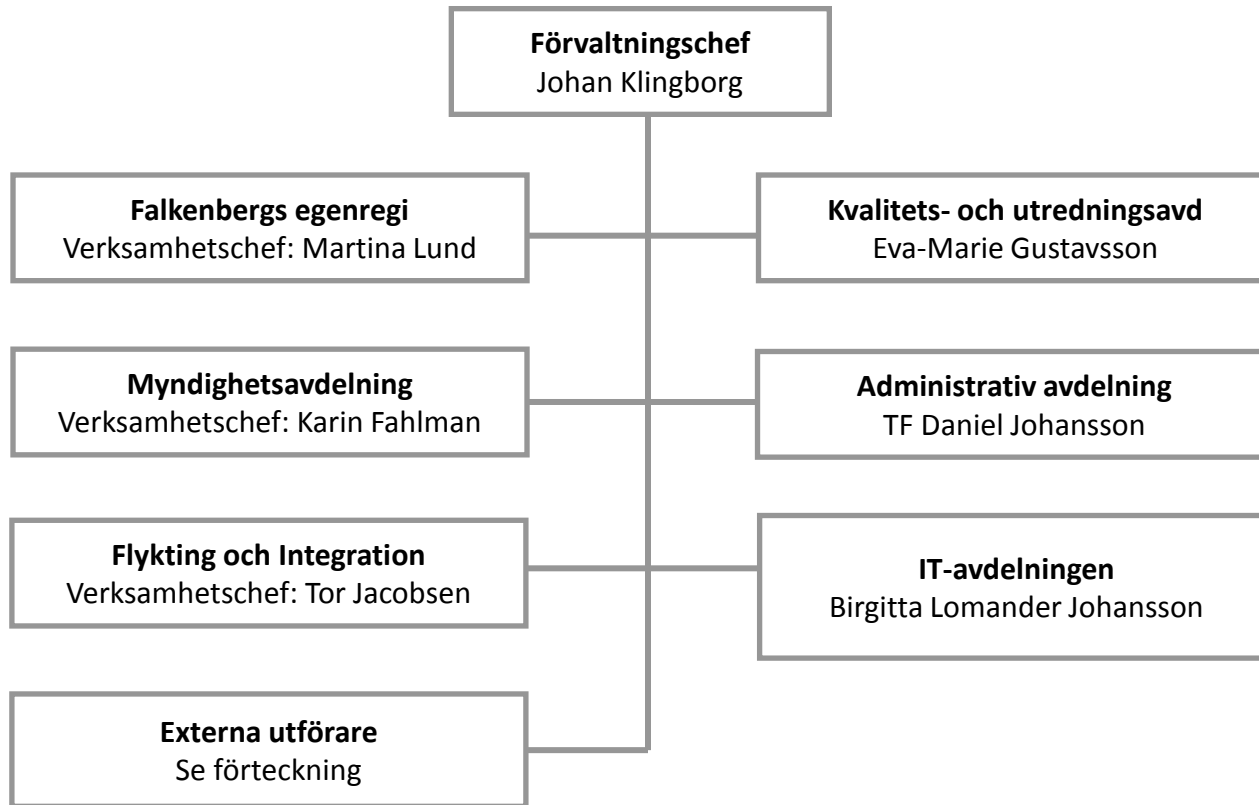 Förvaltningschef
Johan Klingborg
Falkenbergs egenregi
Verksamhetschef: Martina Lund
Kvalitets- och utredningsavd
Eva-Marie Gustavsson
Myndighetsavdelning
Verksamhetschef: Karin Fahlman
Administrativ avdelning
TF Daniel Johansson
Flykting och Integration
Verksamhetschef: Tor Jacobsen
IT-avdelningen
Birgitta Lomander Johansson
Externa utförare
Se förteckning